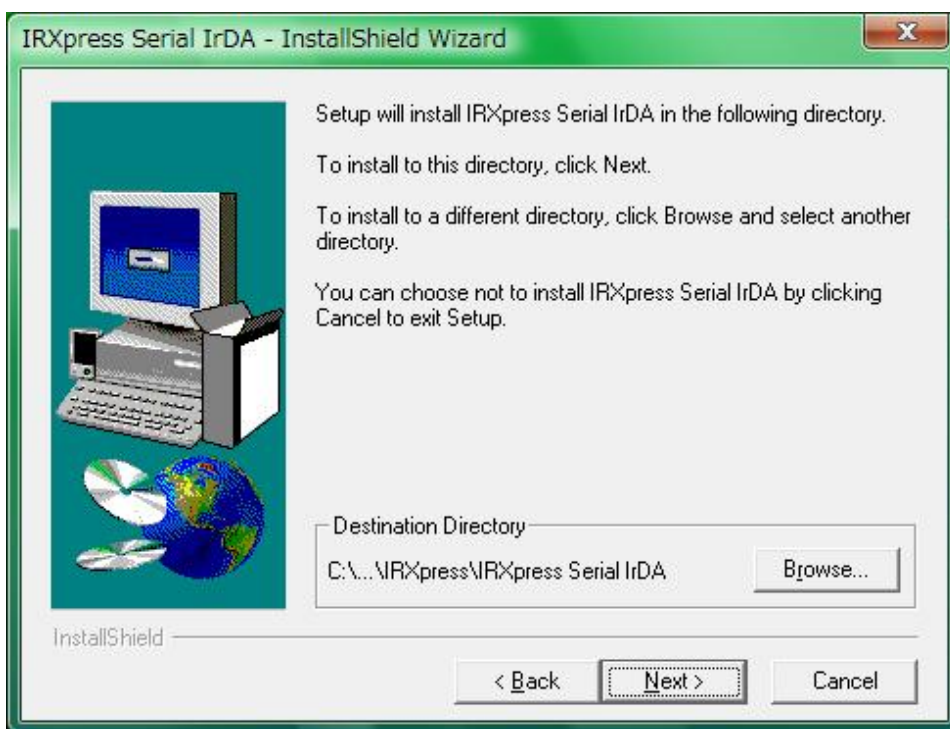 IRXpress Serial IrDA - InstallShield Wizard
Setup will install IRXpress Serial IrDA in the following directory.
To install to this directory, click Next.
To install to a different directory, click Browse and select another
directory.
You can choose not to install IRXpress Serial IrDA by clicking
Cancel to exit Setup.
Destination Directory
C:\...\IRXpress\IRXpress Serial IrDA
Browse...
InstallShield
< Back
Next >
Cancel